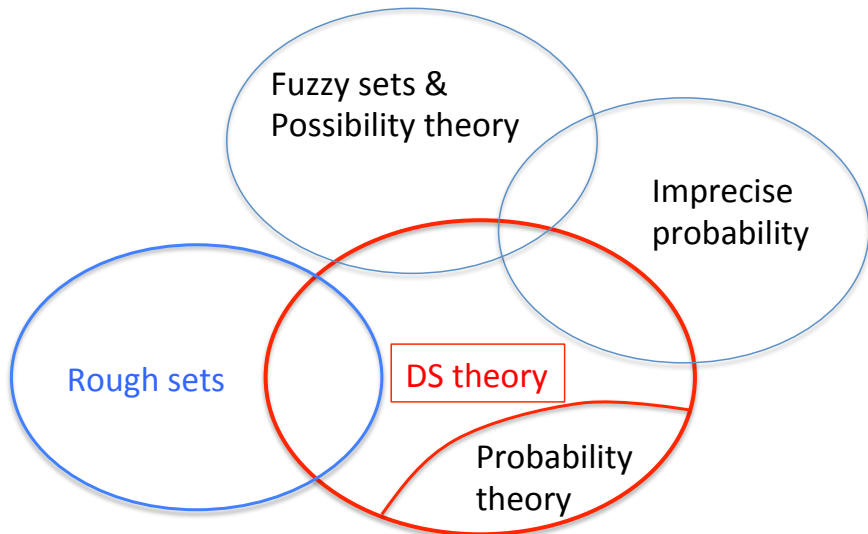 Fuzzy sets &
Possibility theory
Imprecise
probability
Rough sets
DS theory
Probability
theory